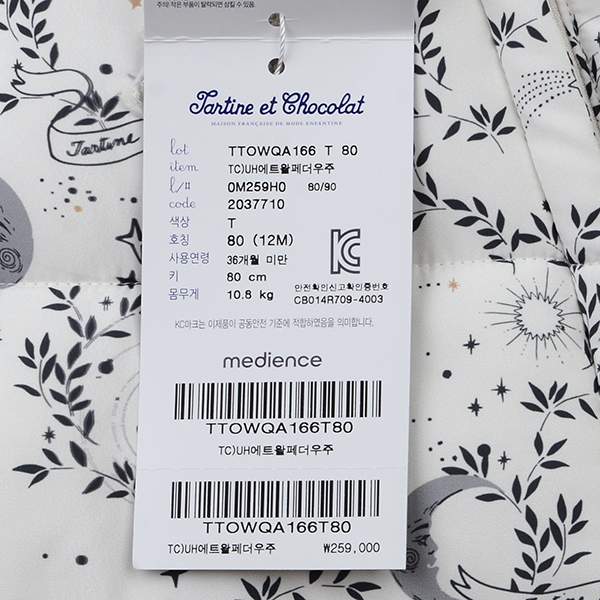 주의! 작은 부품이 탈락되면 삼킬 수 있음.
Tartine et Chocolat
MAISON FRANÇAISE DE MODE ENFANTINE
lot TTOWQA166 T 80
item TC)UH에트왈페더우주
l/# 0M259H0 80/90
code 2037710
색상 T
호칭 80 (12M)
사용연령 36개월 미만
키 80 cm
몸무게 10.8 kg
안전확인신고확인증번호
CB014R709-4003
KC마크는 이제품이 공동안전 기준에 적합하였음을 의미합니다.
medience
TTOWQA166T80
TC)UH에트왈페더우주
TTOWQA166T80
TC)UH에트왈페더우주 ₩259,000
Tartine
Tartine et